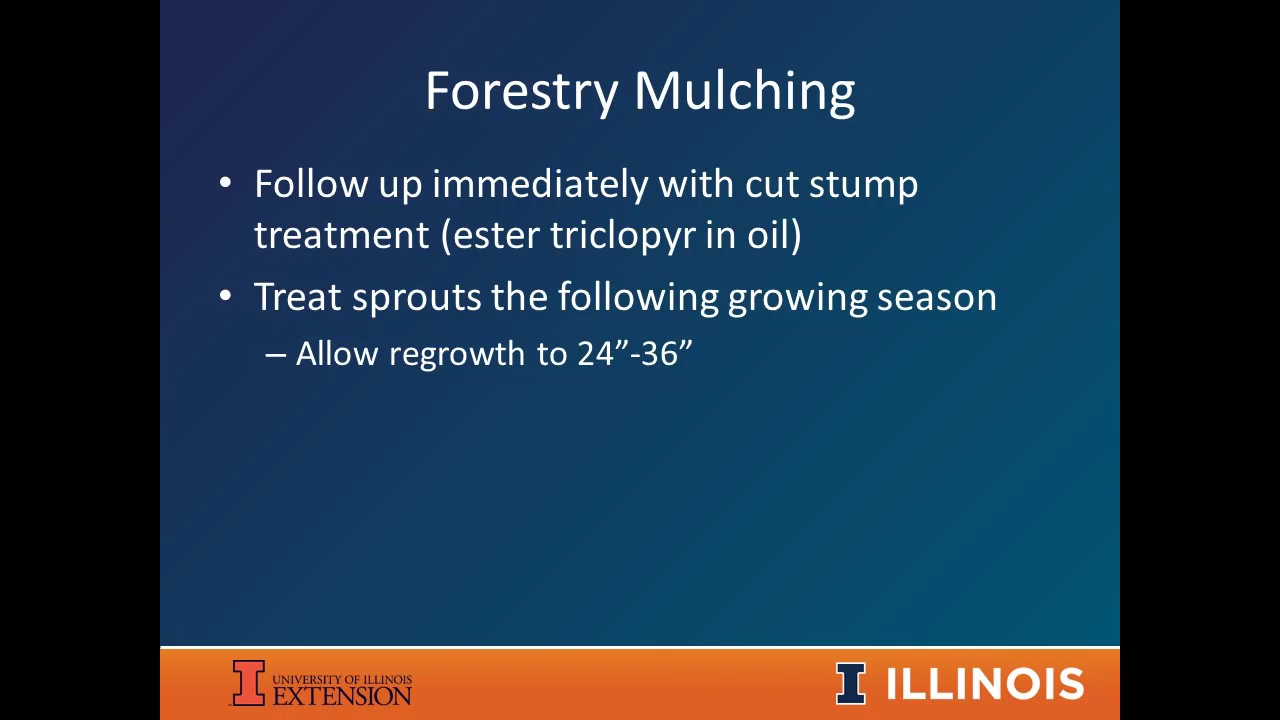 Forestry Mulching
• Follow up immediately with cut stump
treatment (ester triclopyr in oil)
• Treat sprouts the following growing season
– Allow regrowth to 24”-36”
UNIVERSITY OF ILLINOIS
EXTENSION
ILLINOIS